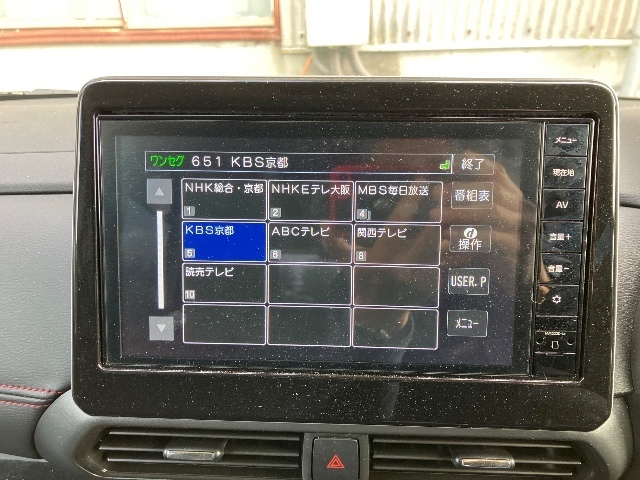 ワンセグ 651 KBS京都 終了
NHK総合・京都 NHKEテレ大阪 MBS毎日放送 番組表
1 2 4
KBS京都 ABCテレビ 関西テレビ d 操作
5 6 8
読売テレビ USER.P
10
メニュー
メニュー
現在地
AV
音量+
音量-